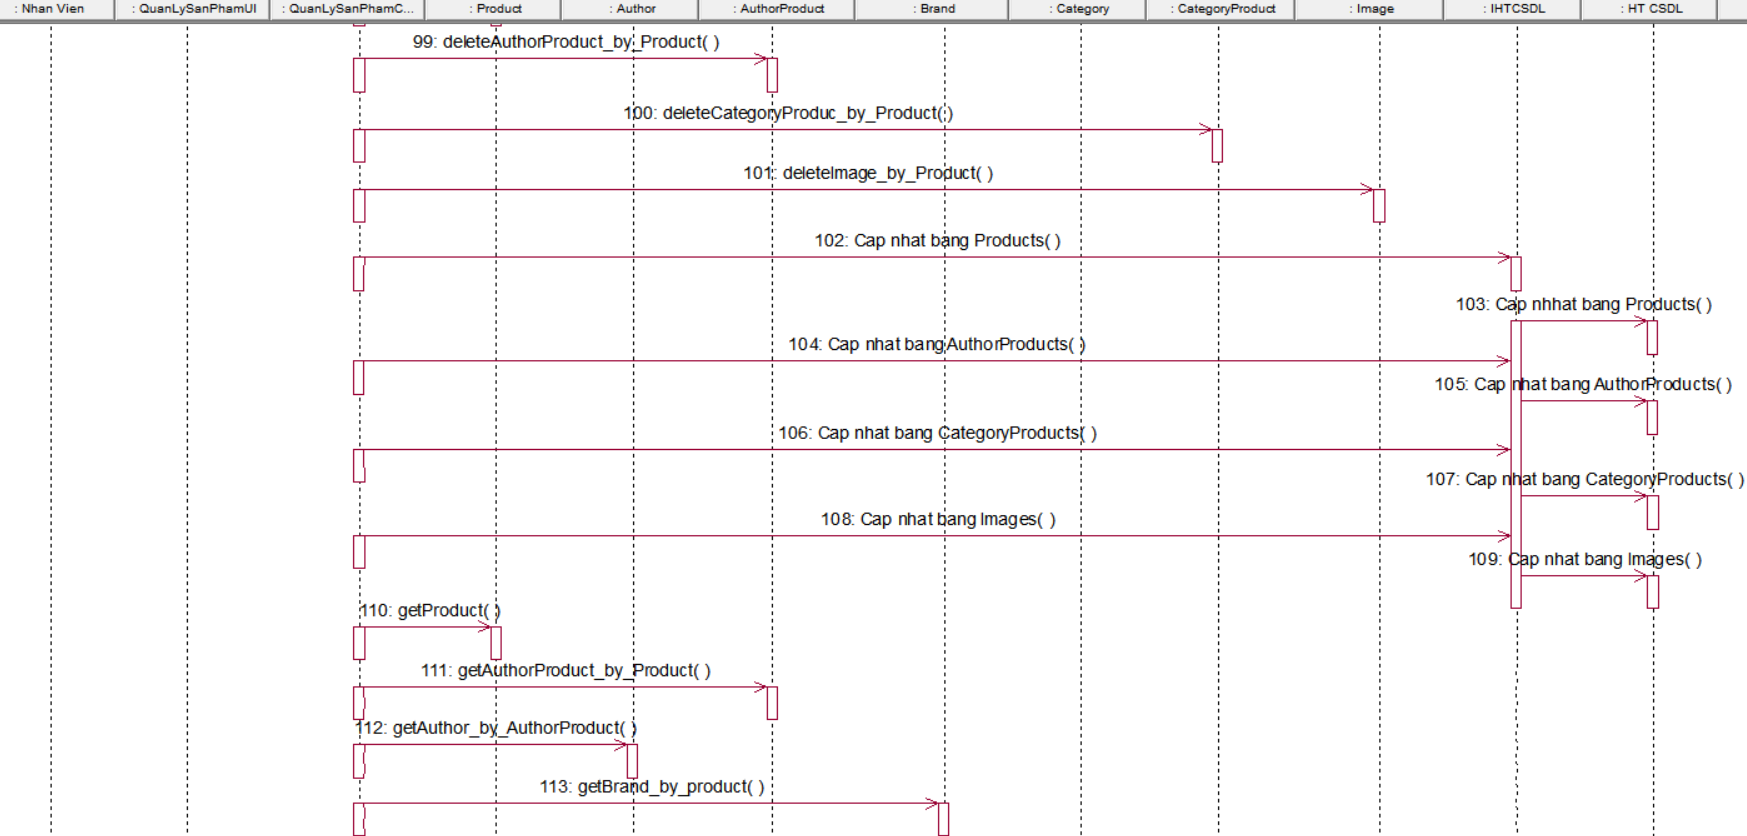 : Nhan Vien
: QuanLySanPhamUI
: QuanLySanPhamC...
: Product
: Author
: AuthorProduct
: Brand
: Category
: CategoryProduct
: Image
: IHTCSDL
: HT CSDL
99: deleteAuthorProduct_by_Product( )
100: deleteCategoryProduc_by_Product( )
101: deleteImage_by_Product( )
102: Cap nhat bang Products( )
103: Cap nhhat bang Products( )
104: Cap nhat bang AuthorProducts( )
105: Cap nhat bang AuthorProducts( )
106: Cap nhat bang CategoryProducts( )
107: Cap nhat bang CategoryProducts( )
108: Cap nhat bang Images( )
109: Cap nhat bang Images( )
110: getProduct( )
111: getAuthorProduct_by_Product( )
112: getAuthor_by_AuthorProduct( )
113: getBrand_by_product( )